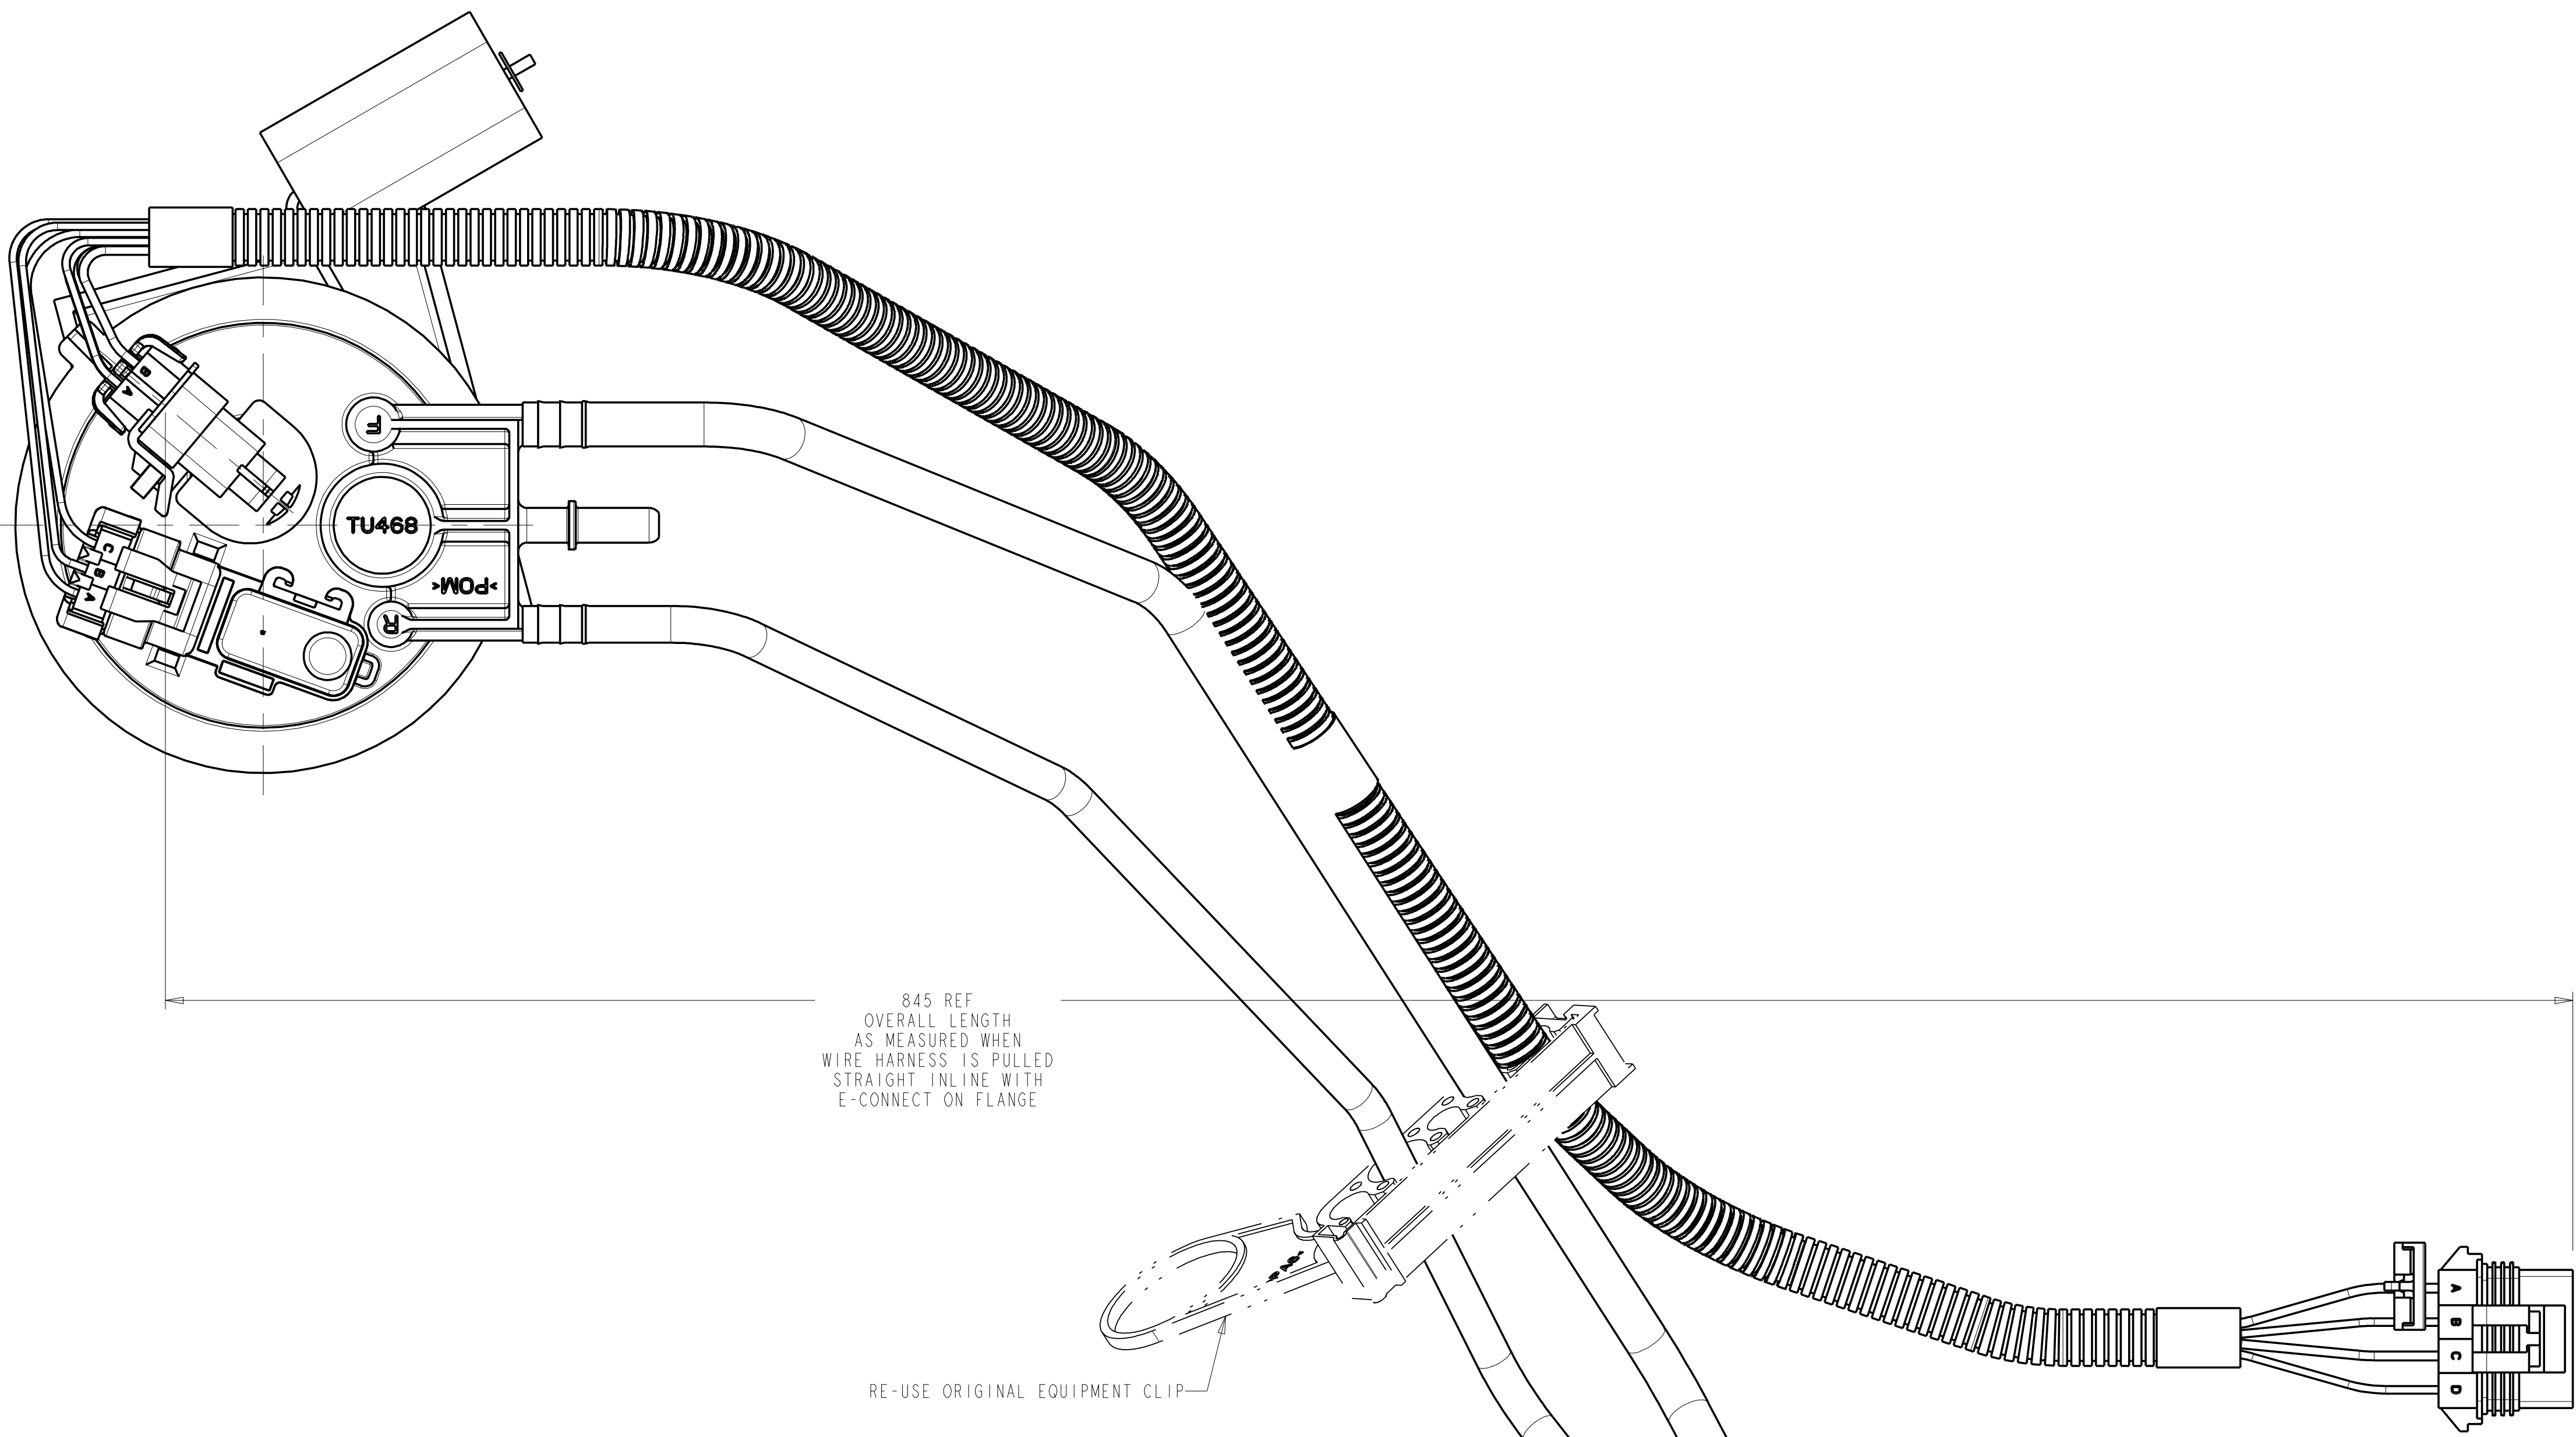 B
A
F
TU468
C
B
A
>POM<
R
845 REF
OVERALL LENGTH
AS MEASURED WHEN
WIRE HARNESS IS PULLED
STRAIGHT INLINE WITH
E-CONNECT ON FLANGE
A
B
C
D
RE-USE ORIGINAL EQUIPMENT CLIP